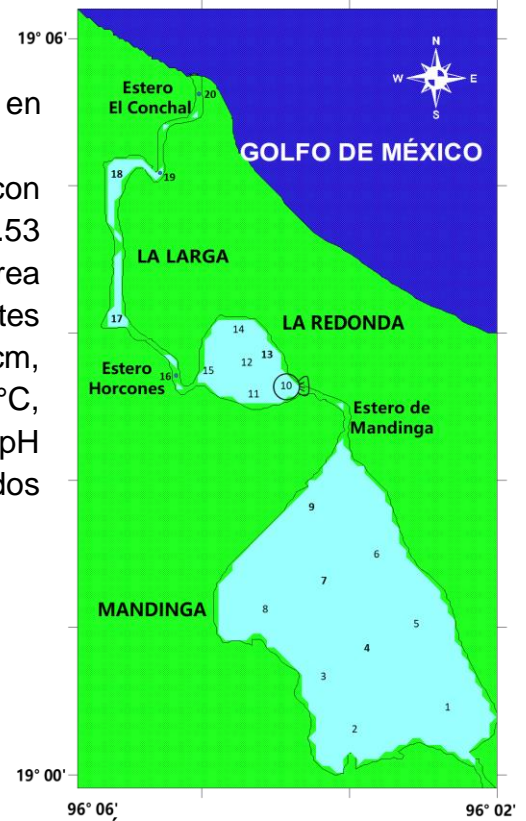 en
con
.53
rea
tes
cm,
°C,
pH
dos
19° 06'
N
W E
S
Estero
El Conchal
20
GOLFO DE MÉXICO
18
19
LA LARGA
17
LA REDONDA
14
13
12
15
16
10
11
Estero
Horcones
Estero de
Mandinga
9
6
7
MANDINGA
8
5
4
3
1
2
19° 00'
96° 06'
96° 02'